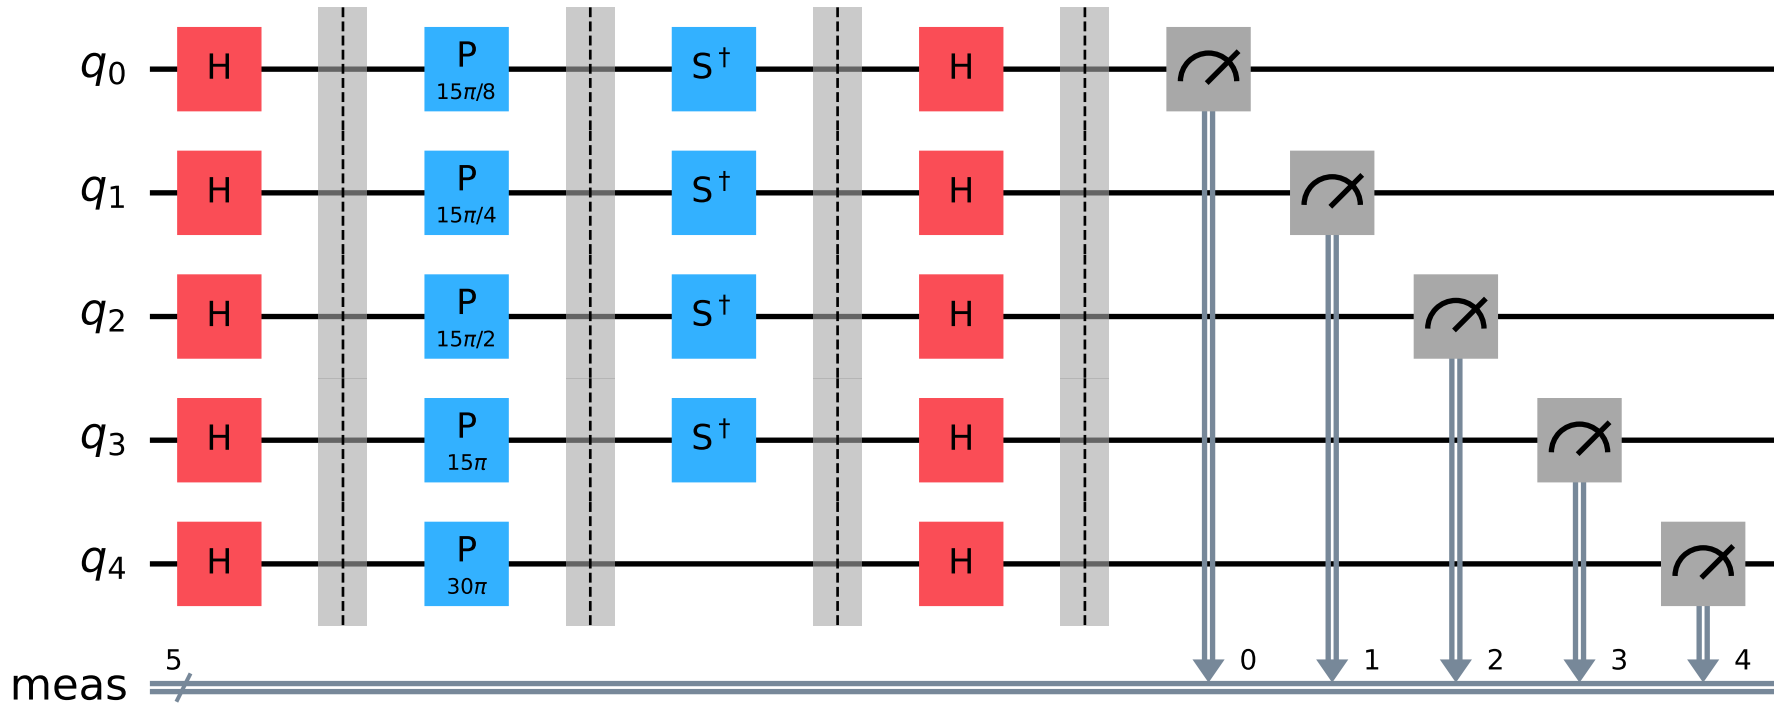 q0 H P 15π/8 S† H
q1 H P 15π/4 S† H
q2 H P 15π/2 S† H
q3 H P 15π S† H
q4 H P 30π H
5 0 1 2 3 4
meas